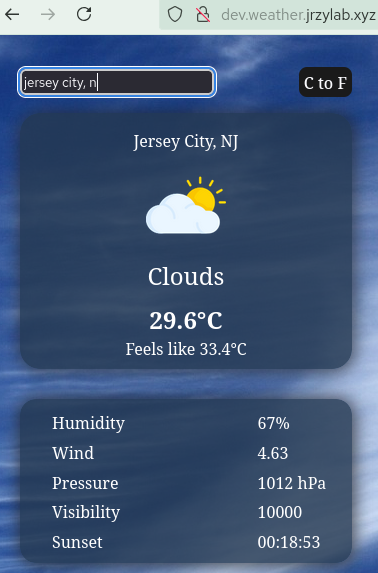 dev.weather.jrzylab.xyz
jersey city, n
C to F
Jersey City, NJ
Clouds
29.6°C
Feels like 33.4°C
Humidity 67%
Wind 4.63
Pressure 1012 hPa
Visibility 10000
Sunset 00:18:53